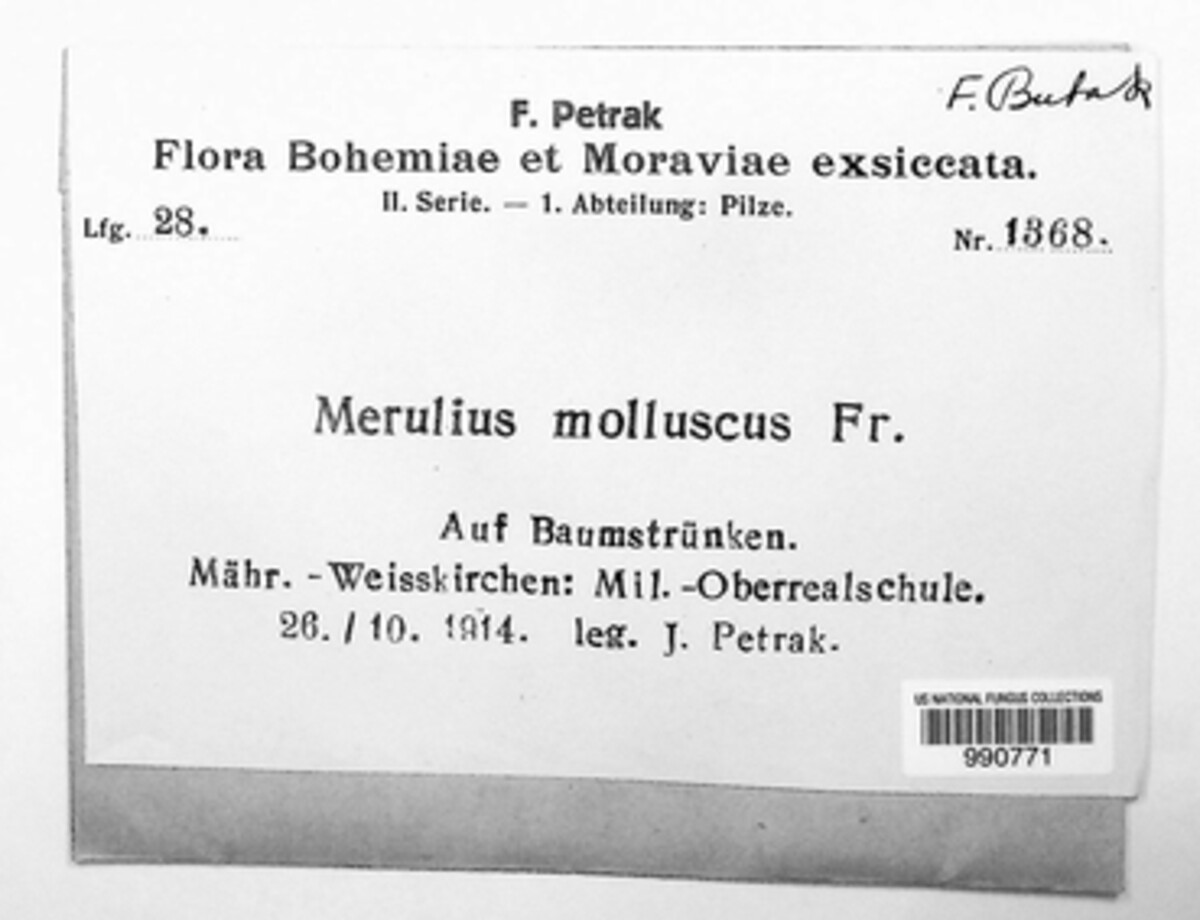 F. Butak
F. Petrak
Flora Bohemiae et Moraviae exsiccata.
II. Serie. — 1. Abteilung: Pilze.
Lfg. 28.
Nr. 1368.
Merulius molluscus Fr.
Auf Baumstrünken.
Mähr. -Weisskirchen: Mil. -Oberrealschule.
26. / 10. 1914. leg. J. Petrak.
US NATIONAL FUNGUS COLLECTIONS
990771